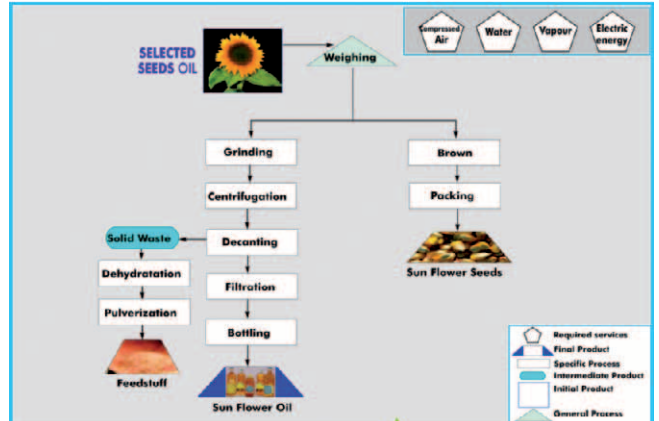 SELECTED
SEEDS OIL
Weighing
Compressed
Air
Water
Vapour
Electric
energy
Grinding
Brown
Centrifugation
Packing
Solid Waste
Decanting
Sun Flower Seeds
Dehydratation
Filtration
Pulverization
Bottling
Feedstuff
Sun Flower Oil
Required services
Final Product
Specific Process
Intermediate Product
Initial Product
General Process